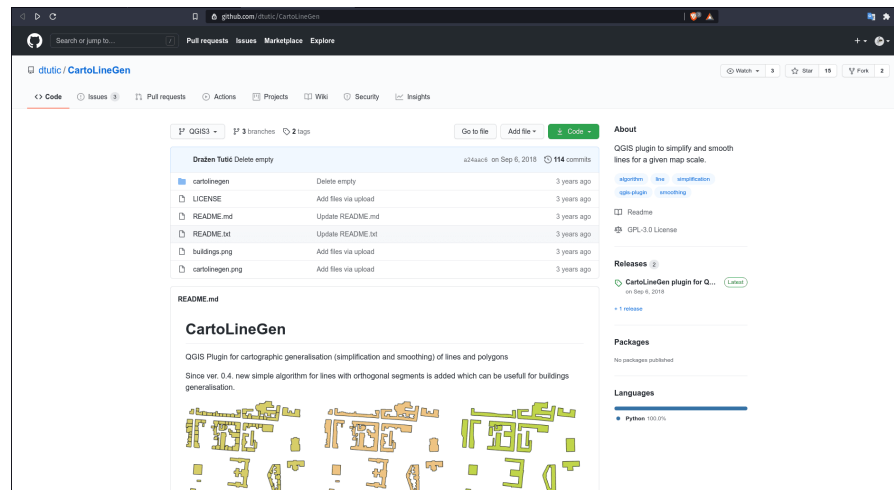 github.com/dtutic/CartoLineGen
Search or jump to... / Pull requests Issues Marketplace Explore
dtutic / CartoLineGen
Watch 3 Star 15 Fork 2
Code Issues 3 Pull requests Actions Projects Wiki Security Insights
QGIS3 3 branches 2 tags Go to file Add file Code
Dražen Tutić Delete empty a24aac6 on Sep 6, 2018 114 commits
cartolinegen Delete empty 3 years ago
LICENSE Add files via upload 3 years ago
README.md Update README.md 3 years ago
README.txt Update README.txt 3 years ago
buildings.png Add files via upload 3 years ago
cartolinegen.png Add files via upload 3 years ago
README.md
CartoLineGen
QGIS Plugin for cartographic generalisation (simplification and smoothing) of lines and polygons
Since ver. 0.4. new simple algorithm for lines with orthogonal segments is added which can be usefull for buildings
generalisation.
About
QGIS plugin to simplify and smooth
lines for a given map scale.
algorithm line simplification
qgis-plugin smoothing
Readme
GPL-3.0 License
Releases 2
CartoLineGen plugin for Q... Latest
on Sep 6, 2018
+ 1 release
Packages
No packages published
Languages
Python 100.0%